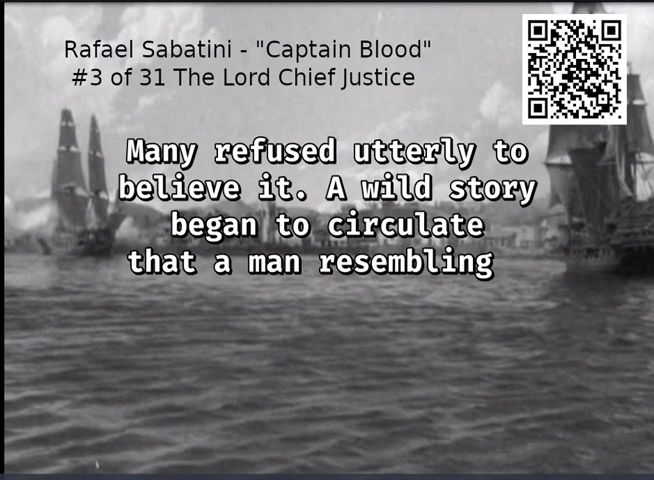 Rafael Sabatini - "Captain Blood"
#3 of 31 The Lord Chief Justice
Many refused utterly to
believe it. A wild story
began to circulate
that a man resembling